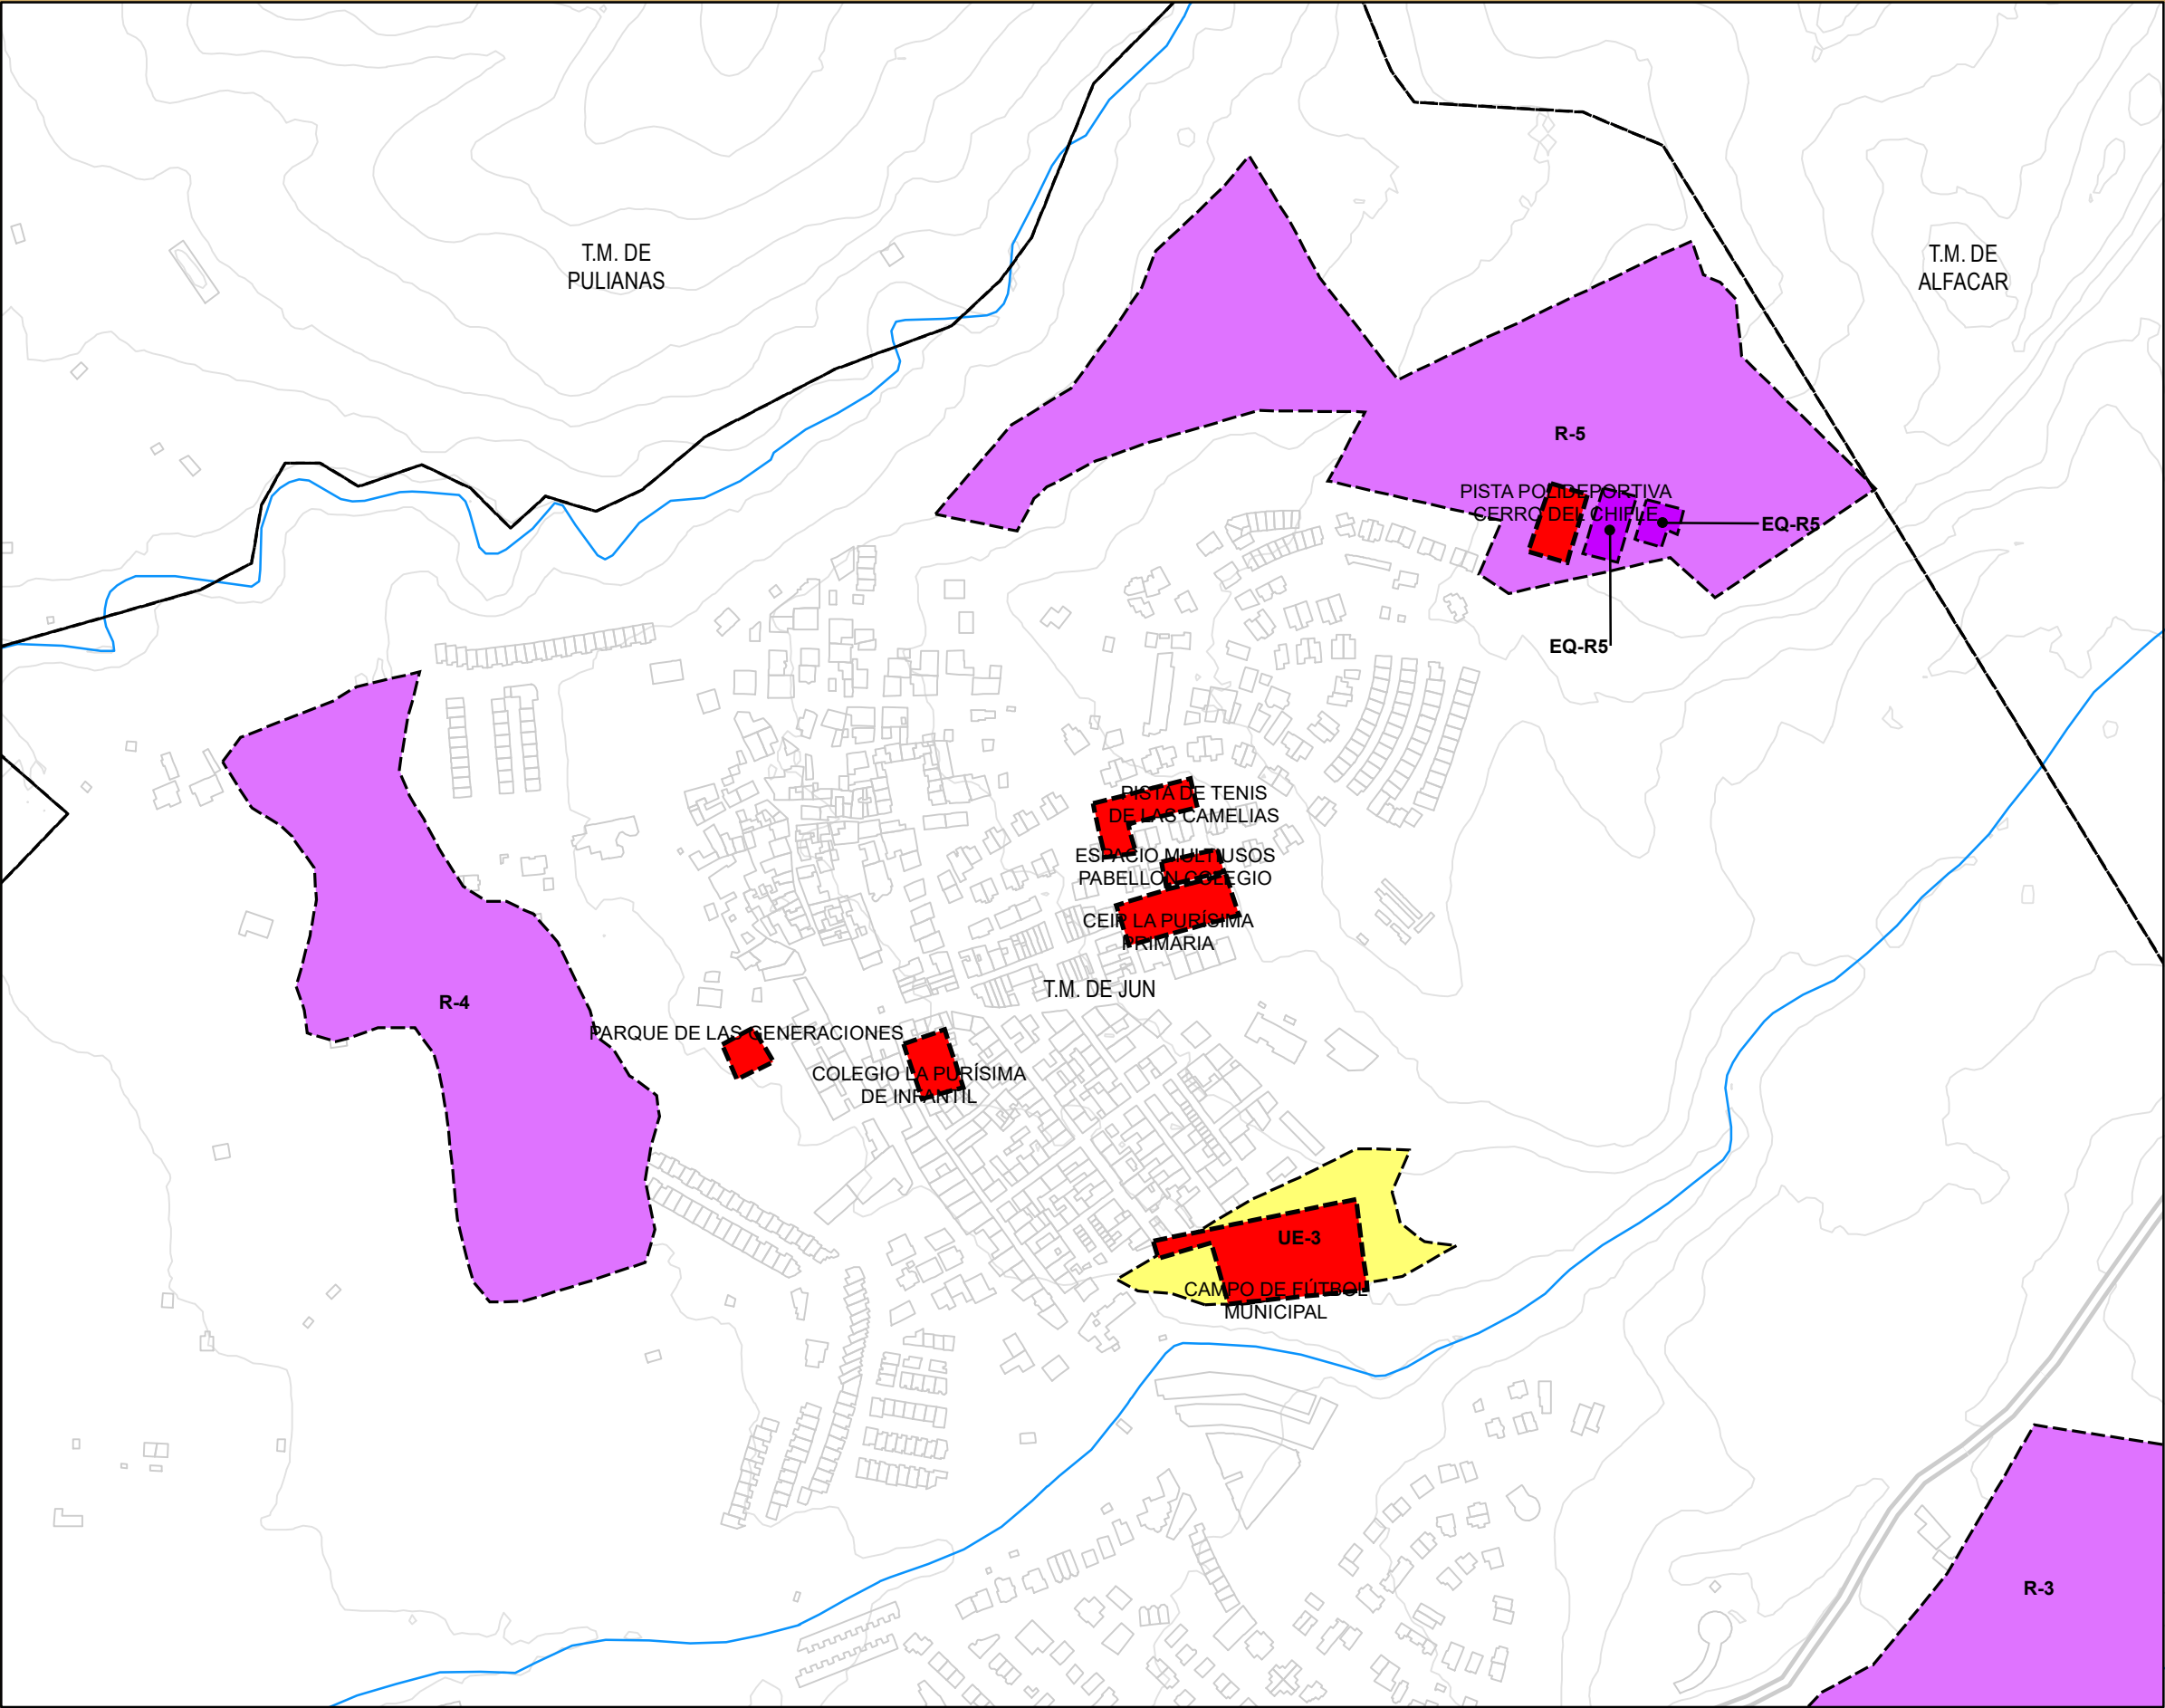 T.M. DE
PULIANAS
T.M. DE
ALFACAR
R-5
PISTA POLIDEPORTIVA
CERRO DEL CHIFLE
EQ-R5
EQ-R5
PISTA DE TENIS
DE LAS CAMELIAS
ESPACIO MULTIUSOS
PABELLON COLEGIO
CEIP LA PURÍSIMA
PRIMARIA
T.M. DE JUN
R-4
PARQUE DE LAS GENERACIONES
COLEGIO LA PURÍSIMA
DE INFANTIL
UE-3
CAMPO DE FÚTBOL
MUNICIPAL
R-3